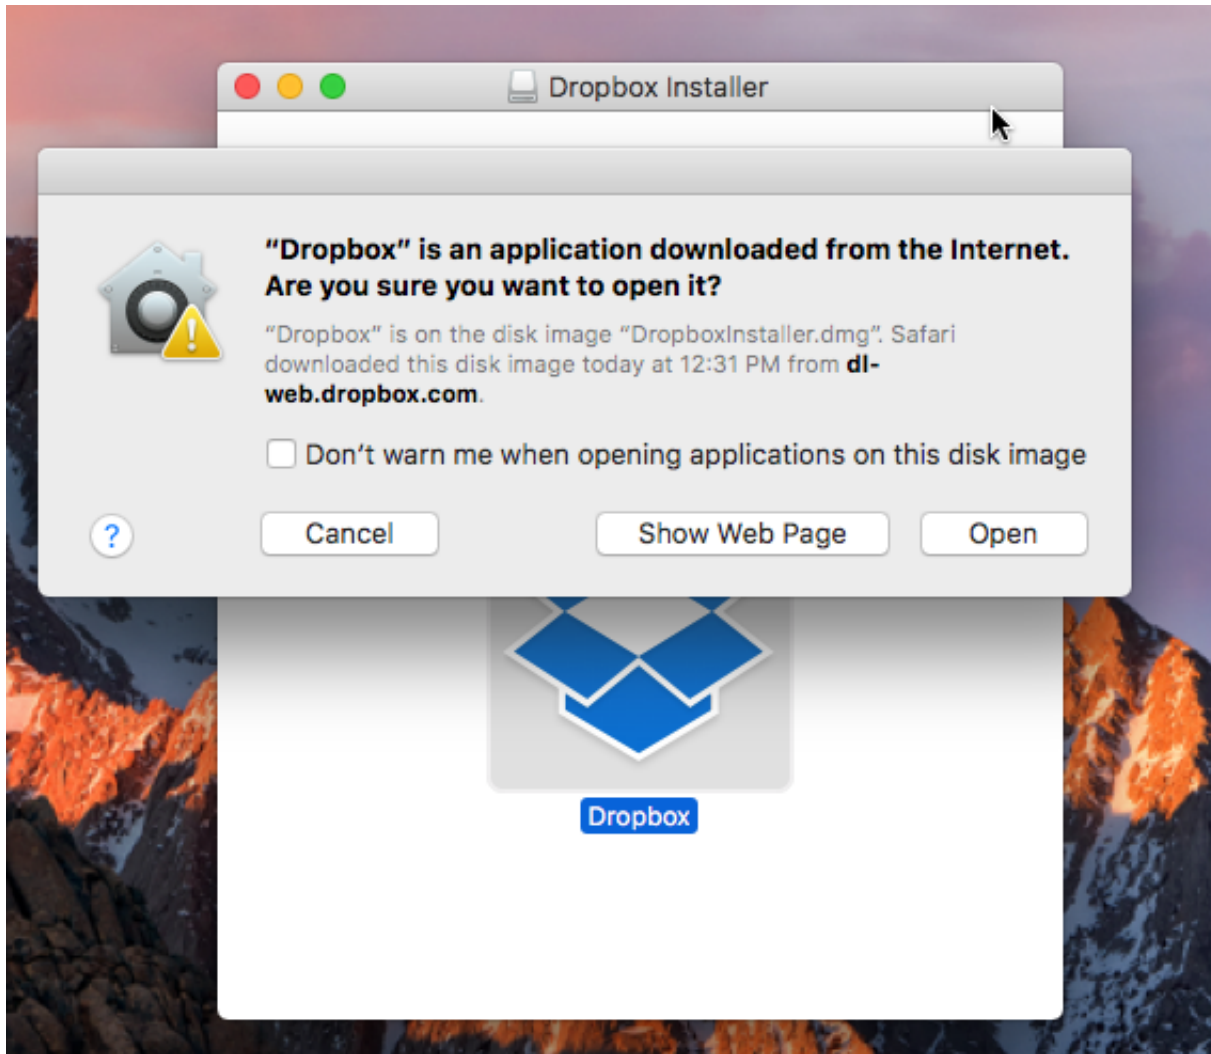 Dropbox Installer
“Dropbox” is an application downloaded from the Internet.
Are you sure you want to open it?
“Dropbox” is on the disk image “DropboxInstaller.dmg”. Safari
downloaded this disk image today at 12:31 PM from dl-
web.dropbox.com.
Don’t warn me when opening applications on this disk image
?
Cancel
Show Web Page
Open
Dropbox